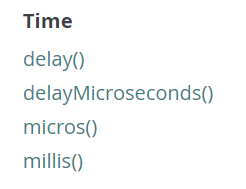 Time
delay()
delayMicroseconds()
micros()
millis()